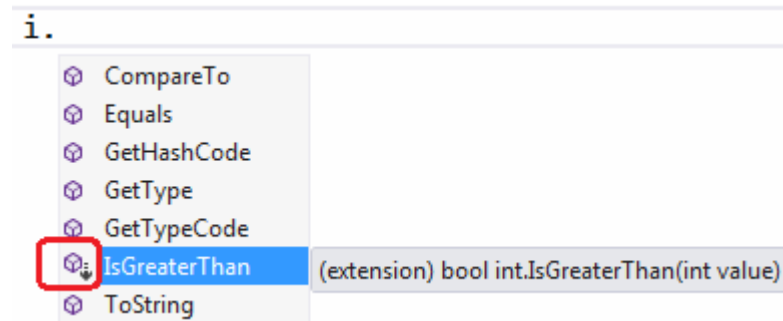 i.
CompareTo
Equals
GetHashCode
GetType
GetTypeCode
IsGreaterThan (extension) bool int.IsGreaterThan(int value)
ToString